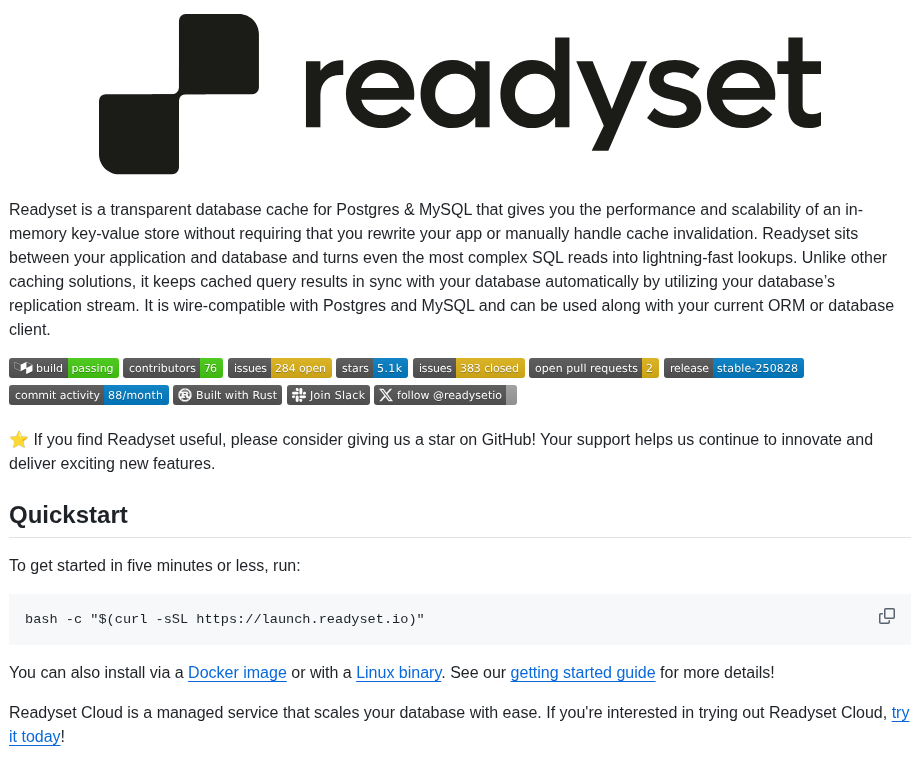 readyset
Readyset is a transparent database cache for Postgres & MySQL that gives you the performance and scalability of an in-
memory key-value store without requiring that you rewrite your app or manually handle cache invalidation. Readyset sits
between your application and database and turns even the most complex SQL reads into lightning-fast lookups. Unlike other
caching solutions, it keeps cached query results in sync with your database automatically by utilizing your database’s
replication stream. It is wire-compatible with Postgres and MySQL and can be used along with your current ORM or database
client.
build passing contributors 76 issues 284 open stars 5.1k issues 383 closed open pull requests 2 release stable-250828
commit activity 88/month Built with Rust Join Slack follow @readysetio
⭐ If you find Readyset useful, please consider giving us a star on GitHub! Your support helps us continue to innovate and
deliver exciting new features.
Quickstart
To get started in five minutes or less, run:
bash -c "$(curl -sSL https://launch.readyset.io)"
You can also install via a Docker image or with a Linux binary. See our getting started guide for more details!
Readyset Cloud is a managed service that scales your database with ease. If you're interested in trying out Readyset Cloud, try
it today!